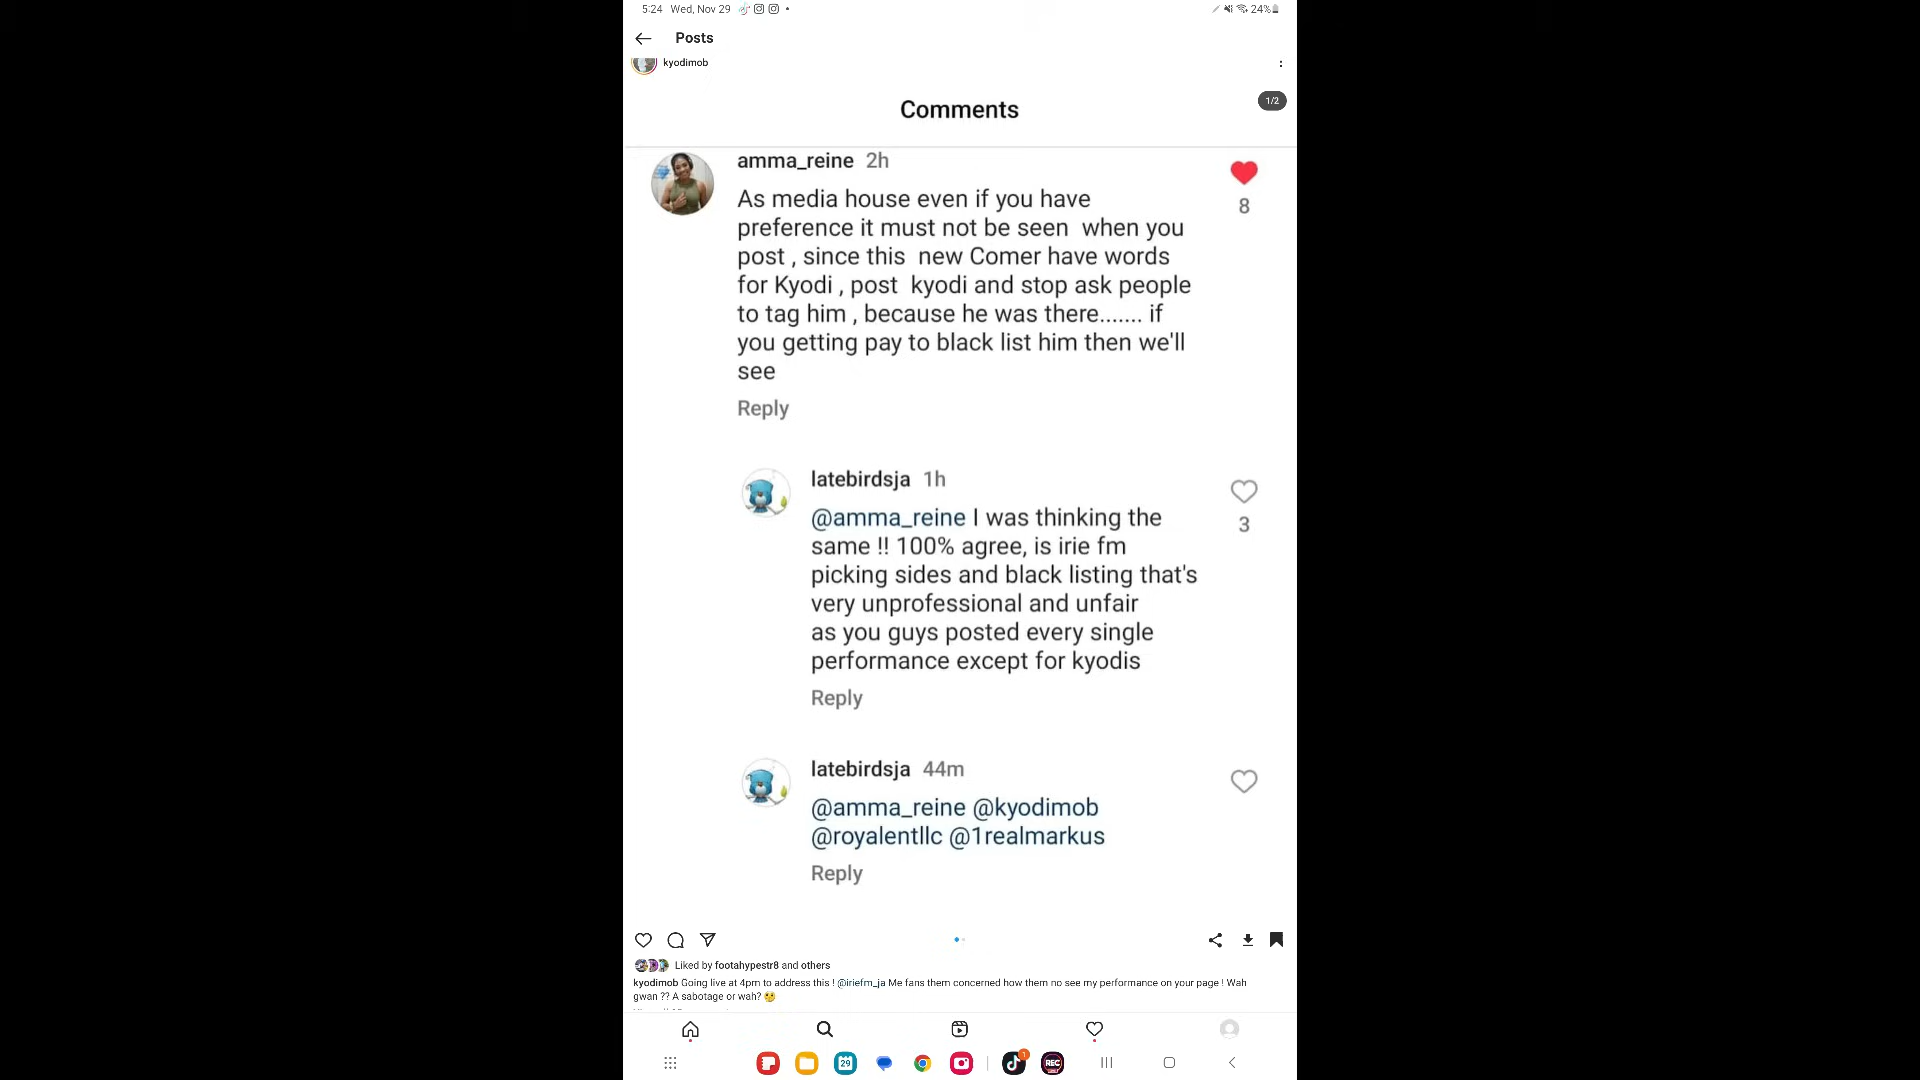 5:24 Wed, Nov 29
24%
Posts
kyodimob
Comments
1/2
amma_reine 2h
As media house even if you have
preference it must not be seen when you
post , since this new Comer have words
for Kyodi , post kyodi and stop ask people
to tag him , because he was there....... if
you getting pay to black list him then we'll
see
8
Reply
latebirdsja 1h
@amma_reine I was thinking the
same !! 100% agree, is irie fm
picking sides and black listing that's
very unprofessional and unfair
as you guys posted every single
performance except for kyodis
3
Reply
latebirdsja 44m
@amma_reine @kyodimob
@royalentllc @1realmarkus
Reply
Liked by footahypestr8 and others
kyodimob Going live at 4pm to address this ! @iriefm_ja Me fans them concerned how them no see my performance on your page ! Wah
gwan ?? A sabotage or wah? 🤔
29
1
REC